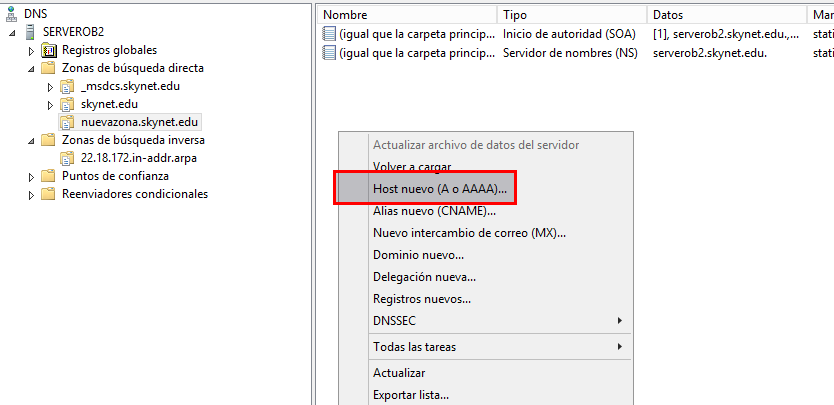 DNS
SERVEROB2
Registros globales
Zonas de búsqueda directa
_msdcs.skynet.edu
skynet.edu
nuevazona.skynet.edu
Zonas de búsqueda inversa
22.18.172.in-addr.arpa
Puntos de confianza
Reenviadores condicionales
Nombre Tipo Datos Mar
(igual que la carpeta princip... Inicio de autoridad (SOA) [1], serverob2.skynet.edu.,... stati
(igual que la carpeta princip... Servidor de nombres (NS) serverob2.skynet.edu. stati
Actualizar archivo de datos del servidor
Volver a cargar
Host nuevo (A o AAAA)...
Alias nuevo (CNAME)...
Nuevo intercambio de correo (MX)...
Dominio nuevo...
Delegación nueva...
Registros nuevos...
DNSSEC
Todas las tareas
Actualizar
Exportar lista...